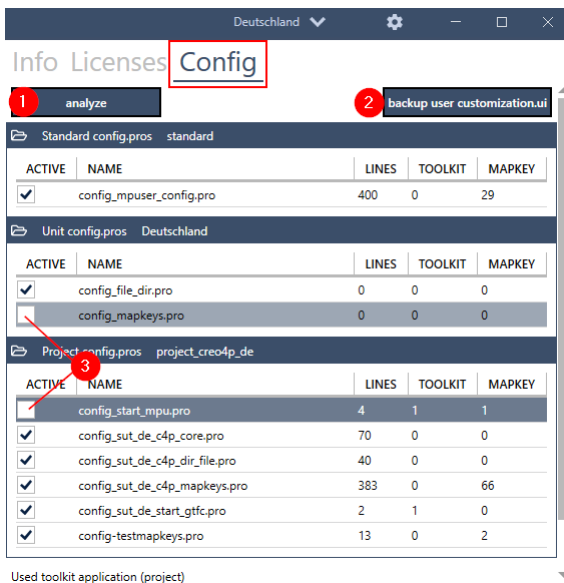 Deutschland
Info Licenses Config
1 analyze 2 backup user customization.ui
Standard config.pros standard
ACTIVE NAME LINES TOOLKIT MAPKEY
config_mpuser_config.pro 400 0 29
Unit config.pros Deutschland
ACTIVE NAME LINES TOOLKIT MAPKEY
config_file_dir.pro 0 0 0
config_mapkeys.pro 0 0 0
Project config.pros project_creo4p_de
3
ACTIVE NAME LINES TOOLKIT MAPKEY
config_start_mpu.pro 4 1 1
config_sut_de_c4p_core.pro 70 0 0
config_sut_de_c4p_dir_file.pro 40 0 0
config_sut_de_c4p_mapkeys.pro 383 0 66
config_sut_de_start_gtfc.pro 2 1 0
config-testmapkeys.pro 13 0 2
Used toolkit application (project)